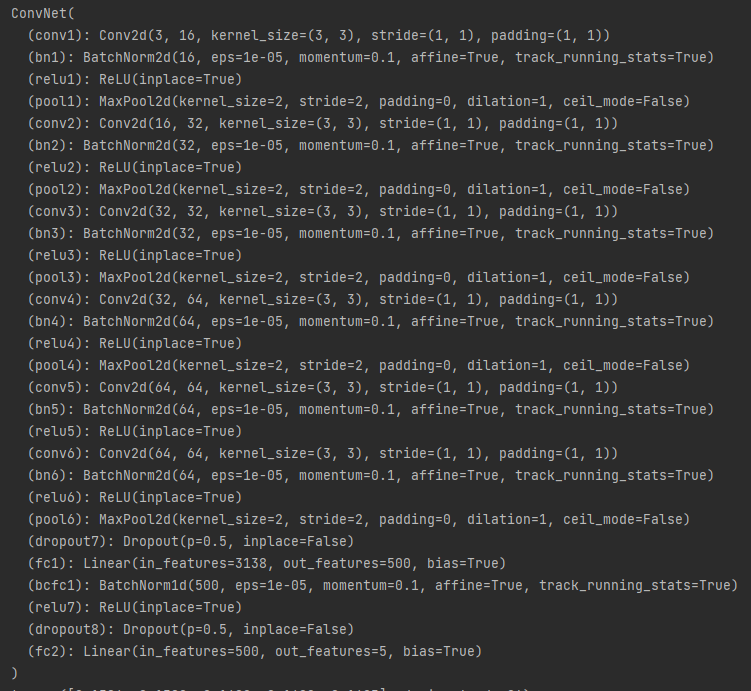 ConvNet(
  (conv1): Conv2d(3, 16, kernel_size=(3, 3), stride=(1, 1), padding=(1, 1))
  (bn1): BatchNorm2d(16, eps=1e-05, momentum=0.1, affine=True, track_running_stats=True)
  (relu1): ReLU(inplace=True)
  (pool1): MaxPool2d(kernel_size=2, stride=2, padding=0, dilation=1, ceil_mode=False)
  (conv2): Conv2d(16, 32, kernel_size=(3, 3), stride=(1, 1), padding=(1, 1))
  (bn2): BatchNorm2d(32, eps=1e-05, momentum=0.1, affine=True, track_running_stats=True)
  (relu2): ReLU(inplace=True)
  (pool2): MaxPool2d(kernel_size=2, stride=2, padding=0, dilation=1, ceil_mode=False)
  (conv3): Conv2d(32, 32, kernel_size=(3, 3), stride=(1, 1), padding=(1, 1))
  (bn3): BatchNorm2d(32, eps=1e-05, momentum=0.1, affine=True, track_running_stats=True)
  (relu3): ReLU(inplace=True)
  (pool3): MaxPool2d(kernel_size=2, stride=2, padding=0, dilation=1, ceil_mode=False)
  (conv4): Conv2d(32, 64, kernel_size=(3, 3), stride=(1, 1), padding=(1, 1))
  (bn4): BatchNorm2d(64, eps=1e-05, momentum=0.1, affine=True, track_running_stats=True)
  (relu4): ReLU(inplace=True)
  (pool4): MaxPool2d(kernel_size=2, stride=2, padding=0, dilation=1, ceil_mode=False)
  (conv5): Conv2d(64, 64, kernel_size=(3, 3), stride=(1, 1), padding=(1, 1))
  (bn5): BatchNorm2d(64, eps=1e-05, momentum=0.1, affine=True, track_running_stats=True)
  (relu5): ReLU(inplace=True)
  (conv6): Conv2d(64, 64, kernel_size=(3, 3), stride=(1, 1), padding=(1, 1))
  (bn6): BatchNorm2d(64, eps=1e-05, momentum=0.1, affine=True, track_running_stats=True)
  (relu6): ReLU(inplace=True)
  (pool6): MaxPool2d(kernel_size=2, stride=2, padding=0, dilation=1, ceil_mode=False)
  (dropout7): Dropout(p=0.5, inplace=False)
  (fc1): Linear(in_features=3138, out_features=500, bias=True)
  (bcfc1): BatchNorm1d(500, eps=1e-05, momentum=0.1, affine=True, track_running_stats=True)
  (relu7): ReLU(inplace=True)
  (dropout8): Dropout(p=0.5, inplace=False)
  (fc2): Linear(in_features=500, out_features=5, bias=True)
)